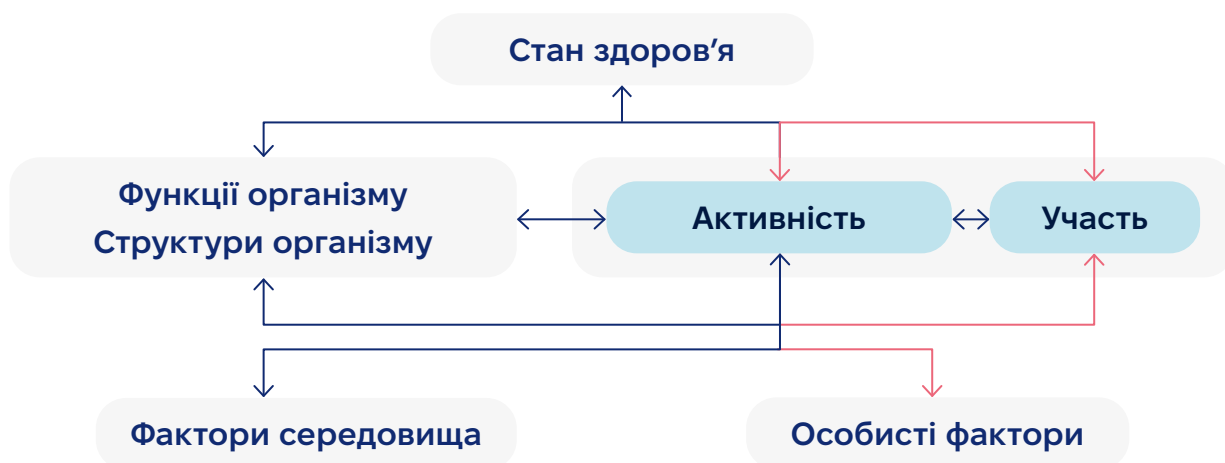 Стан здоров’я
Функції організму
Структури організму
Активність
Участь
Фактори середовища
Особисті фактори